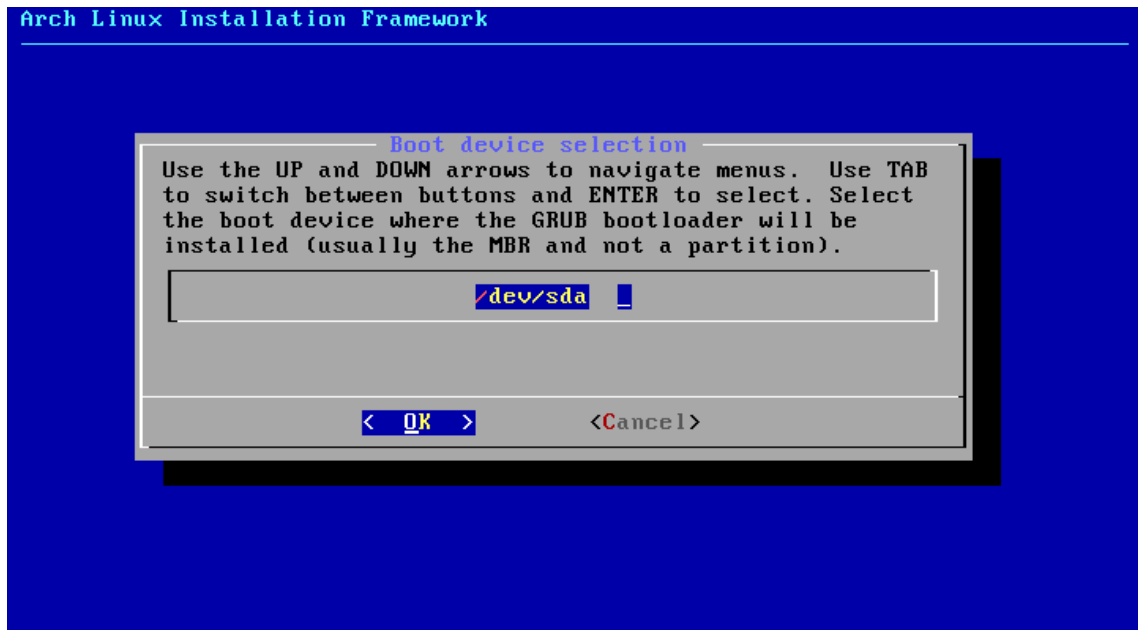 Arch Linux Installation Framework
Boot device selection
Use the UP and DOWN arrows to navigate menus.  Use TAB
to switch between buttons and ENTER to select. Select
the boot device where the GRUB bootloader will be
installed (usually the MBR and not a partition).
/dev/sda  _
<  OK  >        <Cancel>